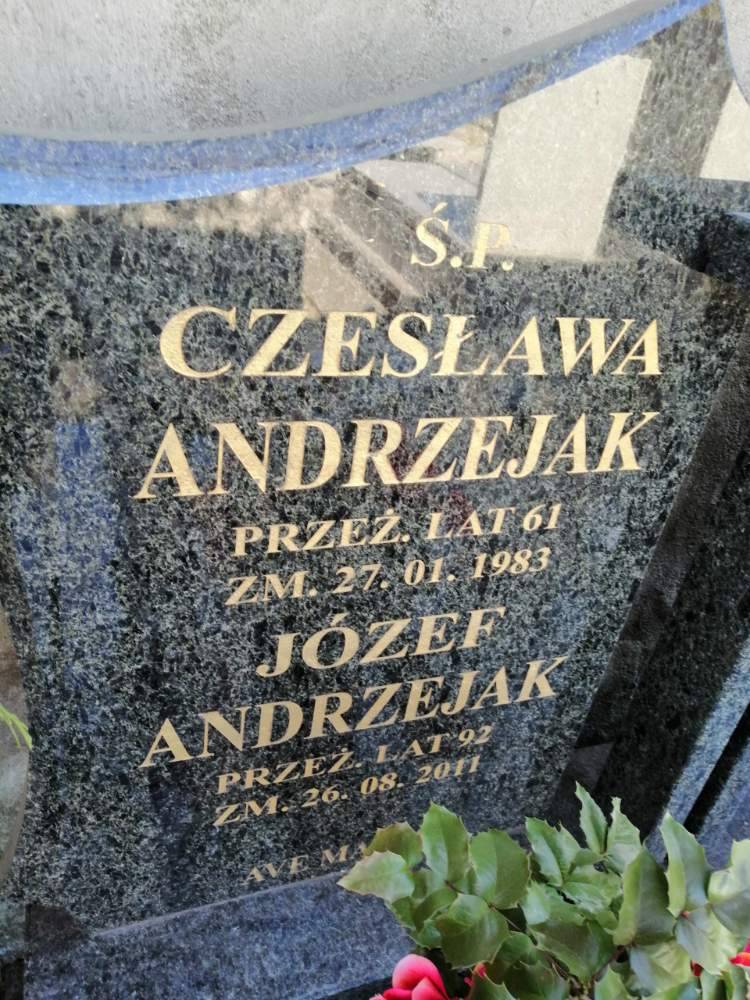 Ś.P.
CZESŁAWA
ANDRZEJAK
PRZEŻ. LAT 61
ZM. 27. 01. 1983
JÓZEF
ANDRZEJAK
PRZEŻ. LAT 92
ZM. 26. 08. 2011
AVE